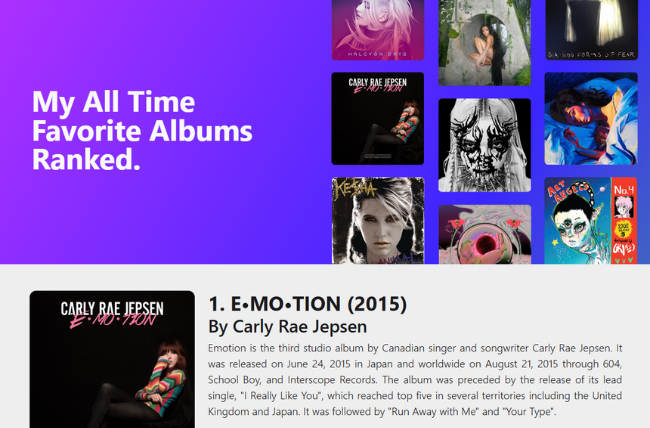 My All Time
Favorite Albums
Ranked.
HALCYON DAYS
SIA · 1000 FORMS OF FEAR
CARLY RAE JEPSEN
E•MO•TION
KESHA
ANIMAL
ART
ANGELS
No.4
GRIMES
CARLY RAE JEPSEN
E•MO•TION
1. E•MO•TION (2015)
By Carly Rae Jepsen
Emotion is the third studio album by Canadian singer and songwriter Carly Rae Jepsen. It
was released on June 24, 2015 in Japan and worldwide on August 21, 2015 through 604,
School Boy, and Interscope Records. The album was preceded by the release of its lead
single, "I Really Like You", which reached top five in several territories including the United
Kingdom and Japan. It was followed by "Run Away with Me" and "Your Type".